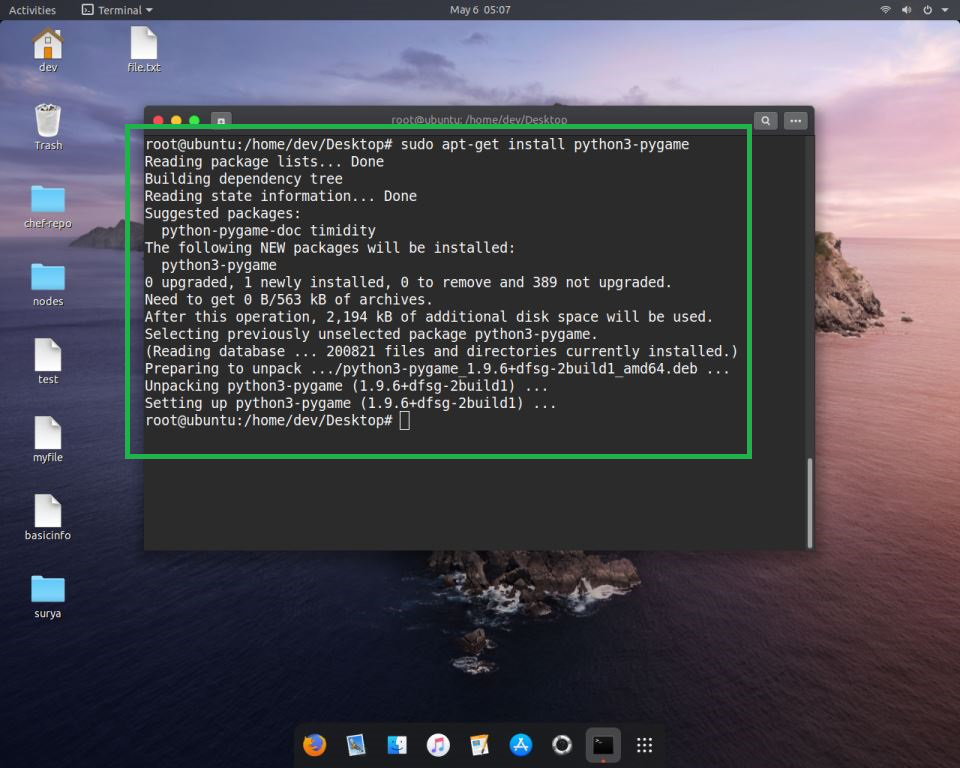 Activities
Terminal
May 6 05:07
dev
file.txt
Trash
chef-repo
nodes
test
myfile
basicinfo
surya
root@ubuntu: /home/dev/Desktop
root@ubuntu:/home/dev/Desktop# sudo apt-get install python3-pygame
Reading package lists... Done
Building dependency tree
Reading state information... Done
Suggested packages:
  python-pygame-doc timidity
The following NEW packages will be installed:
  python3-pygame
0 upgraded, 1 newly installed, 0 to remove and 389 not upgraded.
Need to get 0 B/563 kB of archives.
After this operation, 2,194 kB of additional disk space will be used.
Selecting previously unselected package python3-pygame.
(Reading database ... 200821 files and directories currently installed.)
Preparing to unpack .../python3-pygame_1.9.6+dfsg-2build1_amd64.deb ...
Unpacking python3-pygame (1.9.6+dfsg-2build1) ...
Setting up python3-pygame (1.9.6+dfsg-2build1) ...
root@ubuntu:/home/dev/Desktop#